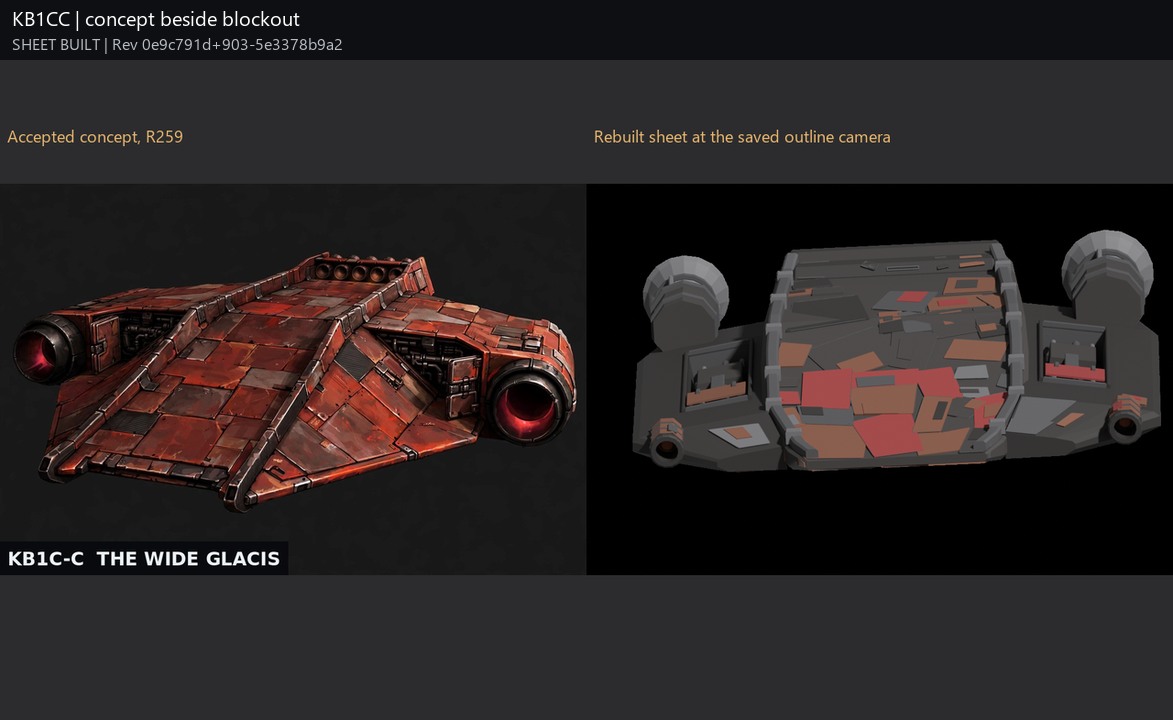 KB1CC | concept beside blockout
SHEET BUILT | Rev 0e9c791d+903-5e3378b9a2
Accepted concept, R259
Rebuilt sheet at the saved outline camera
KB1C-C THE WIDE GLACIS